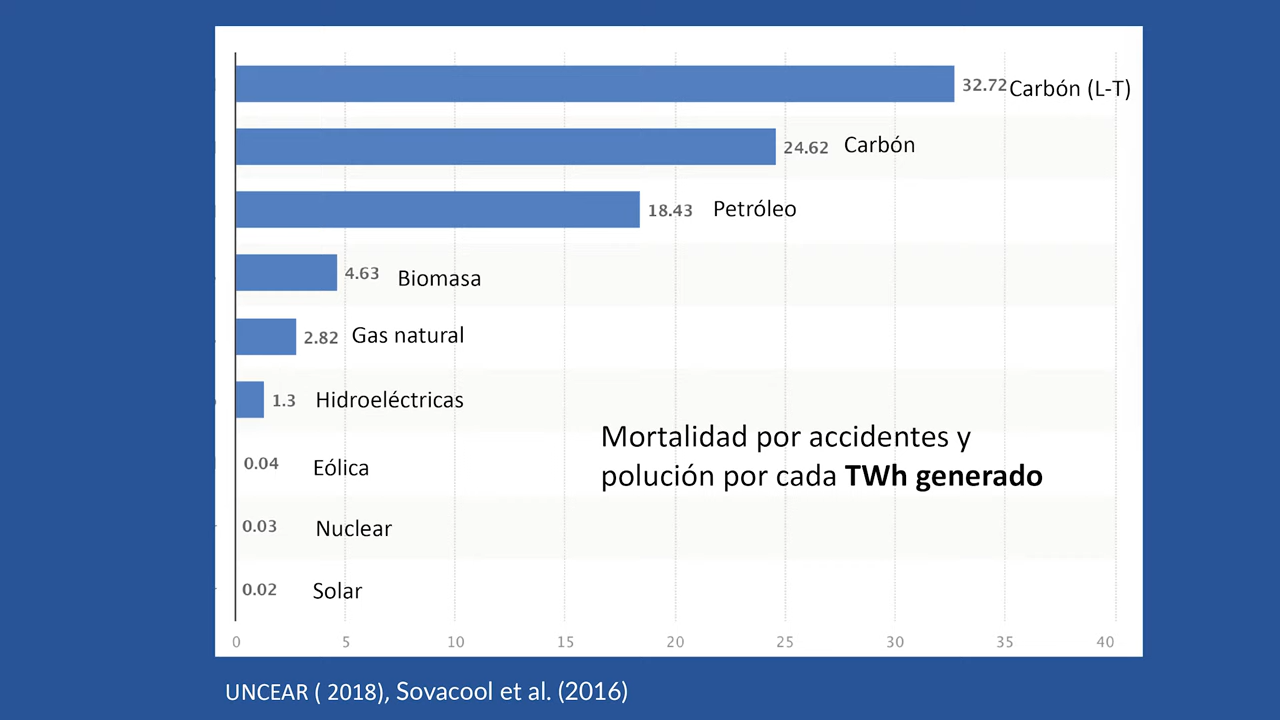 32.72 Carbón (L-T)
24.62 Carbón
18.43 Petróleo
4.63 Biomasa
2.82 Gas natural
1.3 Hidroeléctricas
Mortalidad por accidentes y
polución por cada TWh generado
0.04 Eólica
0.03 Nuclear
0.02 Solar
0 5 10 15 20 25 30 35 40
UNCEAR ( 2018), Sovacool et al. (2016)